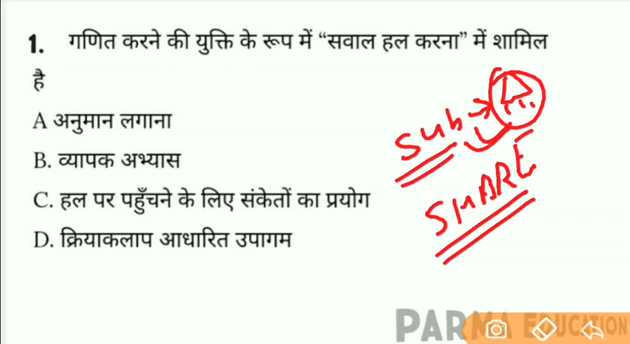 1. गणित करने की युक्ति के रूप में “सवाल हल करना” में शामिल
है
A अनुमान लगाना
B. व्यापक अभ्यास
C. हल पर पहुँचने के लिए संकेतों का प्रयोग
D. क्रियाकलाप आधारित उपागम
Sub
SHARE
PARMA EDUCATION